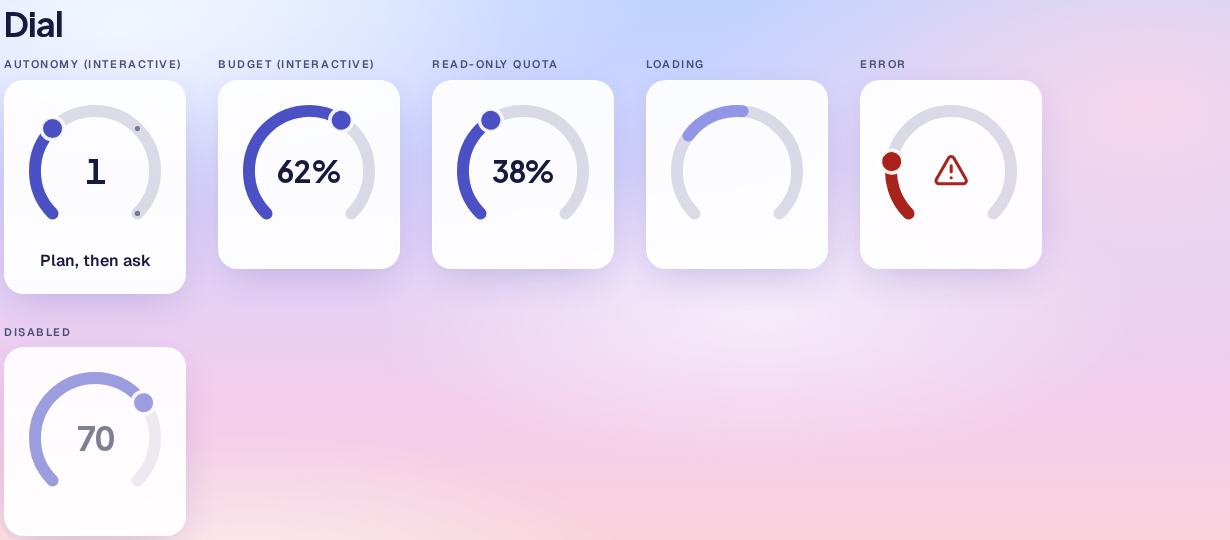 Dial
AUTONOMY (INTERACTIVE)
BUDGET (INTERACTIVE)
READ-ONLY QUOTA
LOADING
ERROR
1
62%
38%
Plan, then ask
DISABLED
70